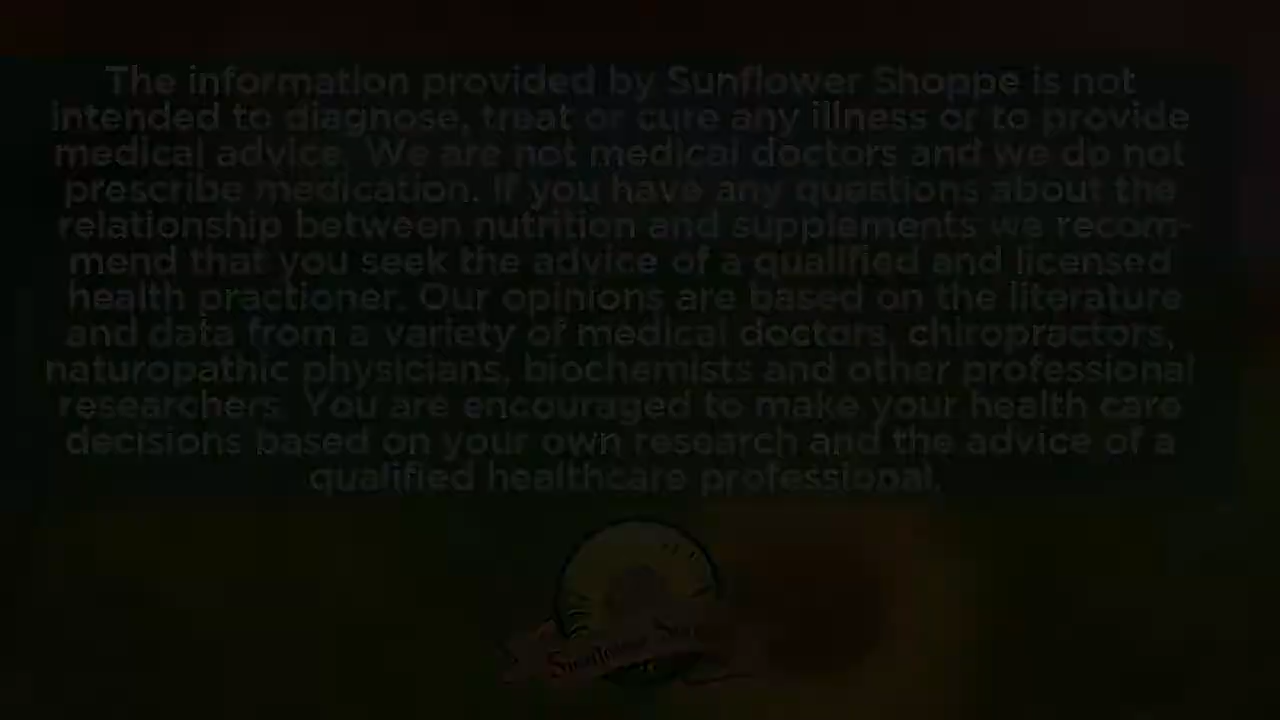 The information provided by Sunflower Shoppe is not
intended to diagnose, treat or cure any illness or to provide
medical advice. We are not medical doctors and we do not
prescribe medication. If you have any questions about the
relationship between nutrition and supplements we recom-
mend that you seek the advice of a qualified and licensed
health practioner. Our opinions are based on the literature
and data from a variety of medical doctors, chiropractors,
naturopathic physicians, biochemists and other professional
researchers. You are encouraged to make your health care
decisions based on your own research and the advice of a
qualified healthcare professional.
Sunflower